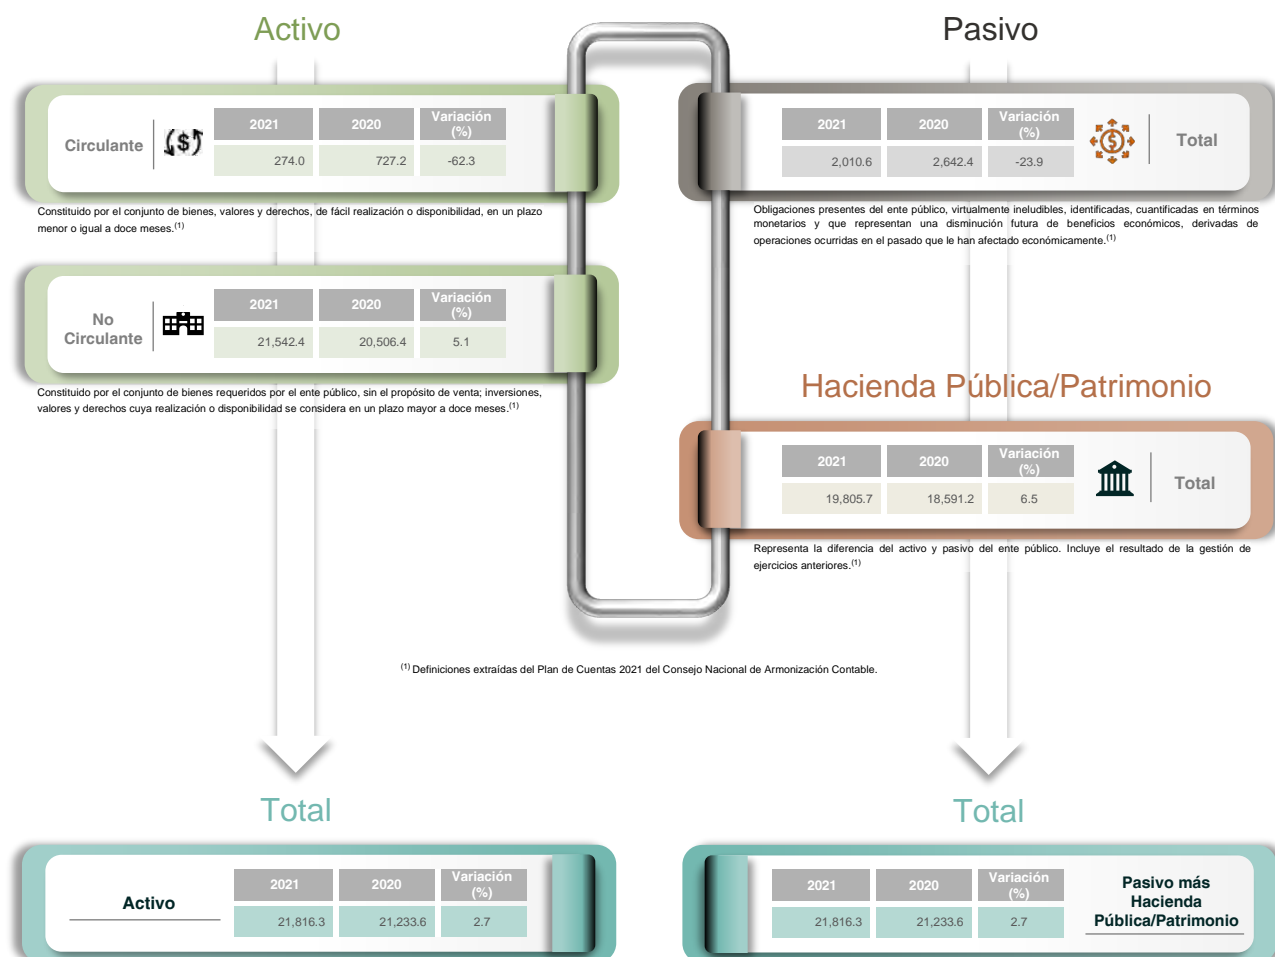 Activo
Circulante
2021 2020 Variación (%)
274.0 727.2 -62.3
Constituido por el conjunto de bienes, valores y derechos, de fácil realización o disponibilidad, en un plazo
menor o igual a doce meses.(1)
No
Circulante
2021 2020 Variación (%)
21,542.4 20,506.4 5.1
Constituido por el conjunto de bienes requeridos por el ente público, sin el propósito de venta; inversiones,
valores y derechos cuya realización o disponibilidad se considera en un plazo mayor a doce meses.(1)
Pasivo
2021 2020 Variación (%)
2,010.6 2,642.4 -23.9
Total
Obligaciones presentes del ente público, virtualmente ineludibles, identificadas, cuantificadas en términos
monetarios y que representan una disminución futura de beneficios económicos, derivadas de
operaciones ocurridas en el pasado que le han afectado económicamente.(1)
Hacienda Pública/Patrimonio
2021 2020 Variación (%)
19,805.7 18,591.2 6.5
Total
Representa la diferencia del activo y pasivo del ente público. Incluye el resultado de la gestión de
ejercicios anteriores.(1)
(1) Definiciones extraídas del Plan de Cuentas 2021 del Consejo Nacional de Armonización Contable.
Total
Activo
2021 2020 Variación (%)
21,816.3 21,233.6 2.7
Total
2021 2020 Variación (%)
21,816.3 21,233.6 2.7
Pasivo más
Hacienda
Pública/Patrimonio